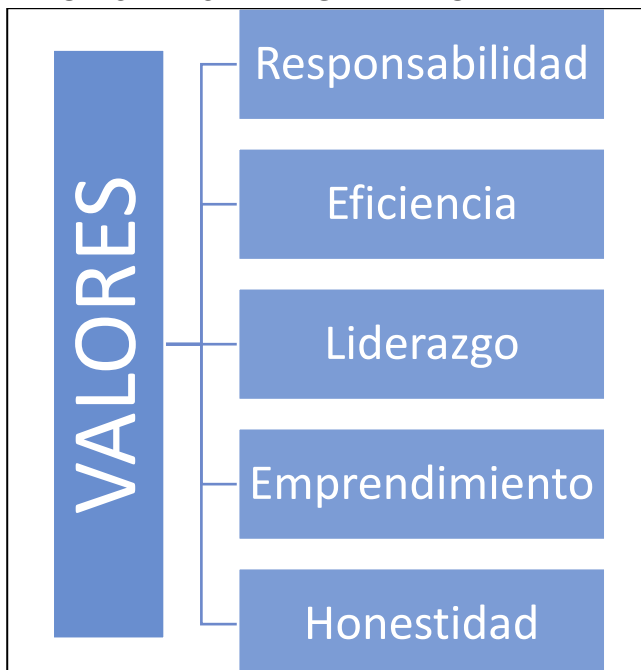 VALORES
Responsabilidad
Eficiencia
Liderazgo
Emprendimiento
Honestidad